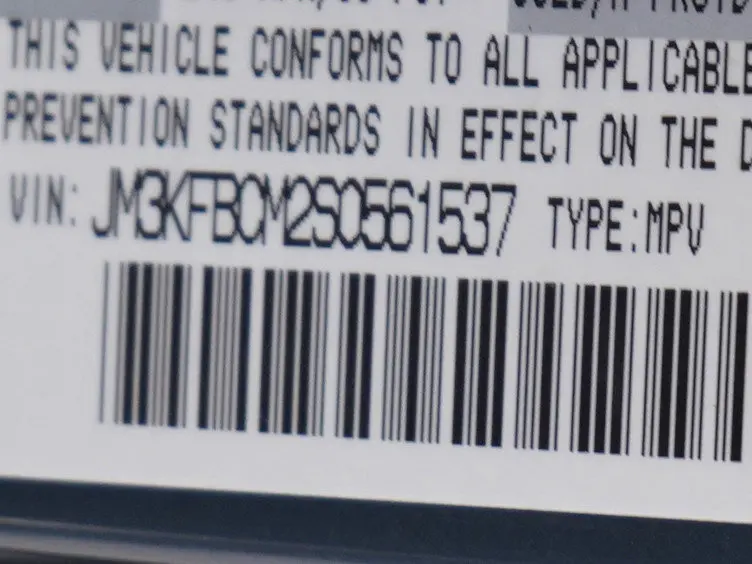 THIS VEHICLE CONFORMS TO ALL APPLICABLE
PREVENTION STANDARDS IN EFFECT ON THE
VIN: JM3KFBCM2S0561537 TYPE:MPV